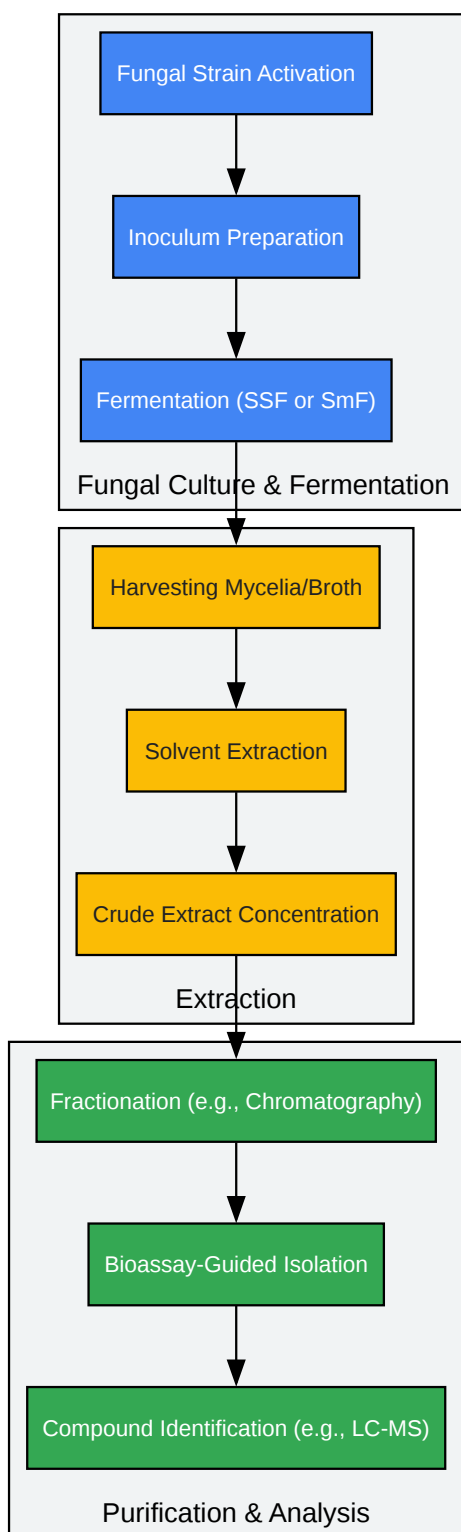 Fungal Strain Activation
Inoculum Preparation
Fermentation (SSF or SmF)
Fungal Culture & Fermentation
Harvesting Mycelia/Broth
Solvent Extraction
Crude Extract Concentration
Extraction
Fractionation (e.g., Chromatography)
Bioassay-Guided Isolation
Compound Identification (e.g., LC-MS)
Purification & Analysis